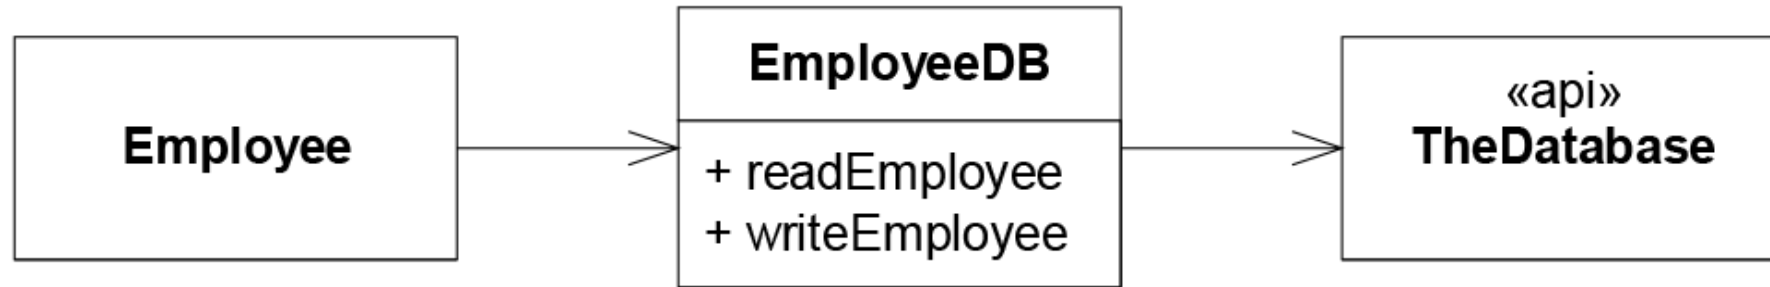 Employee
EmployeeDB
+ readEmployee
+ writeEmployee
«api»
TheDatabase